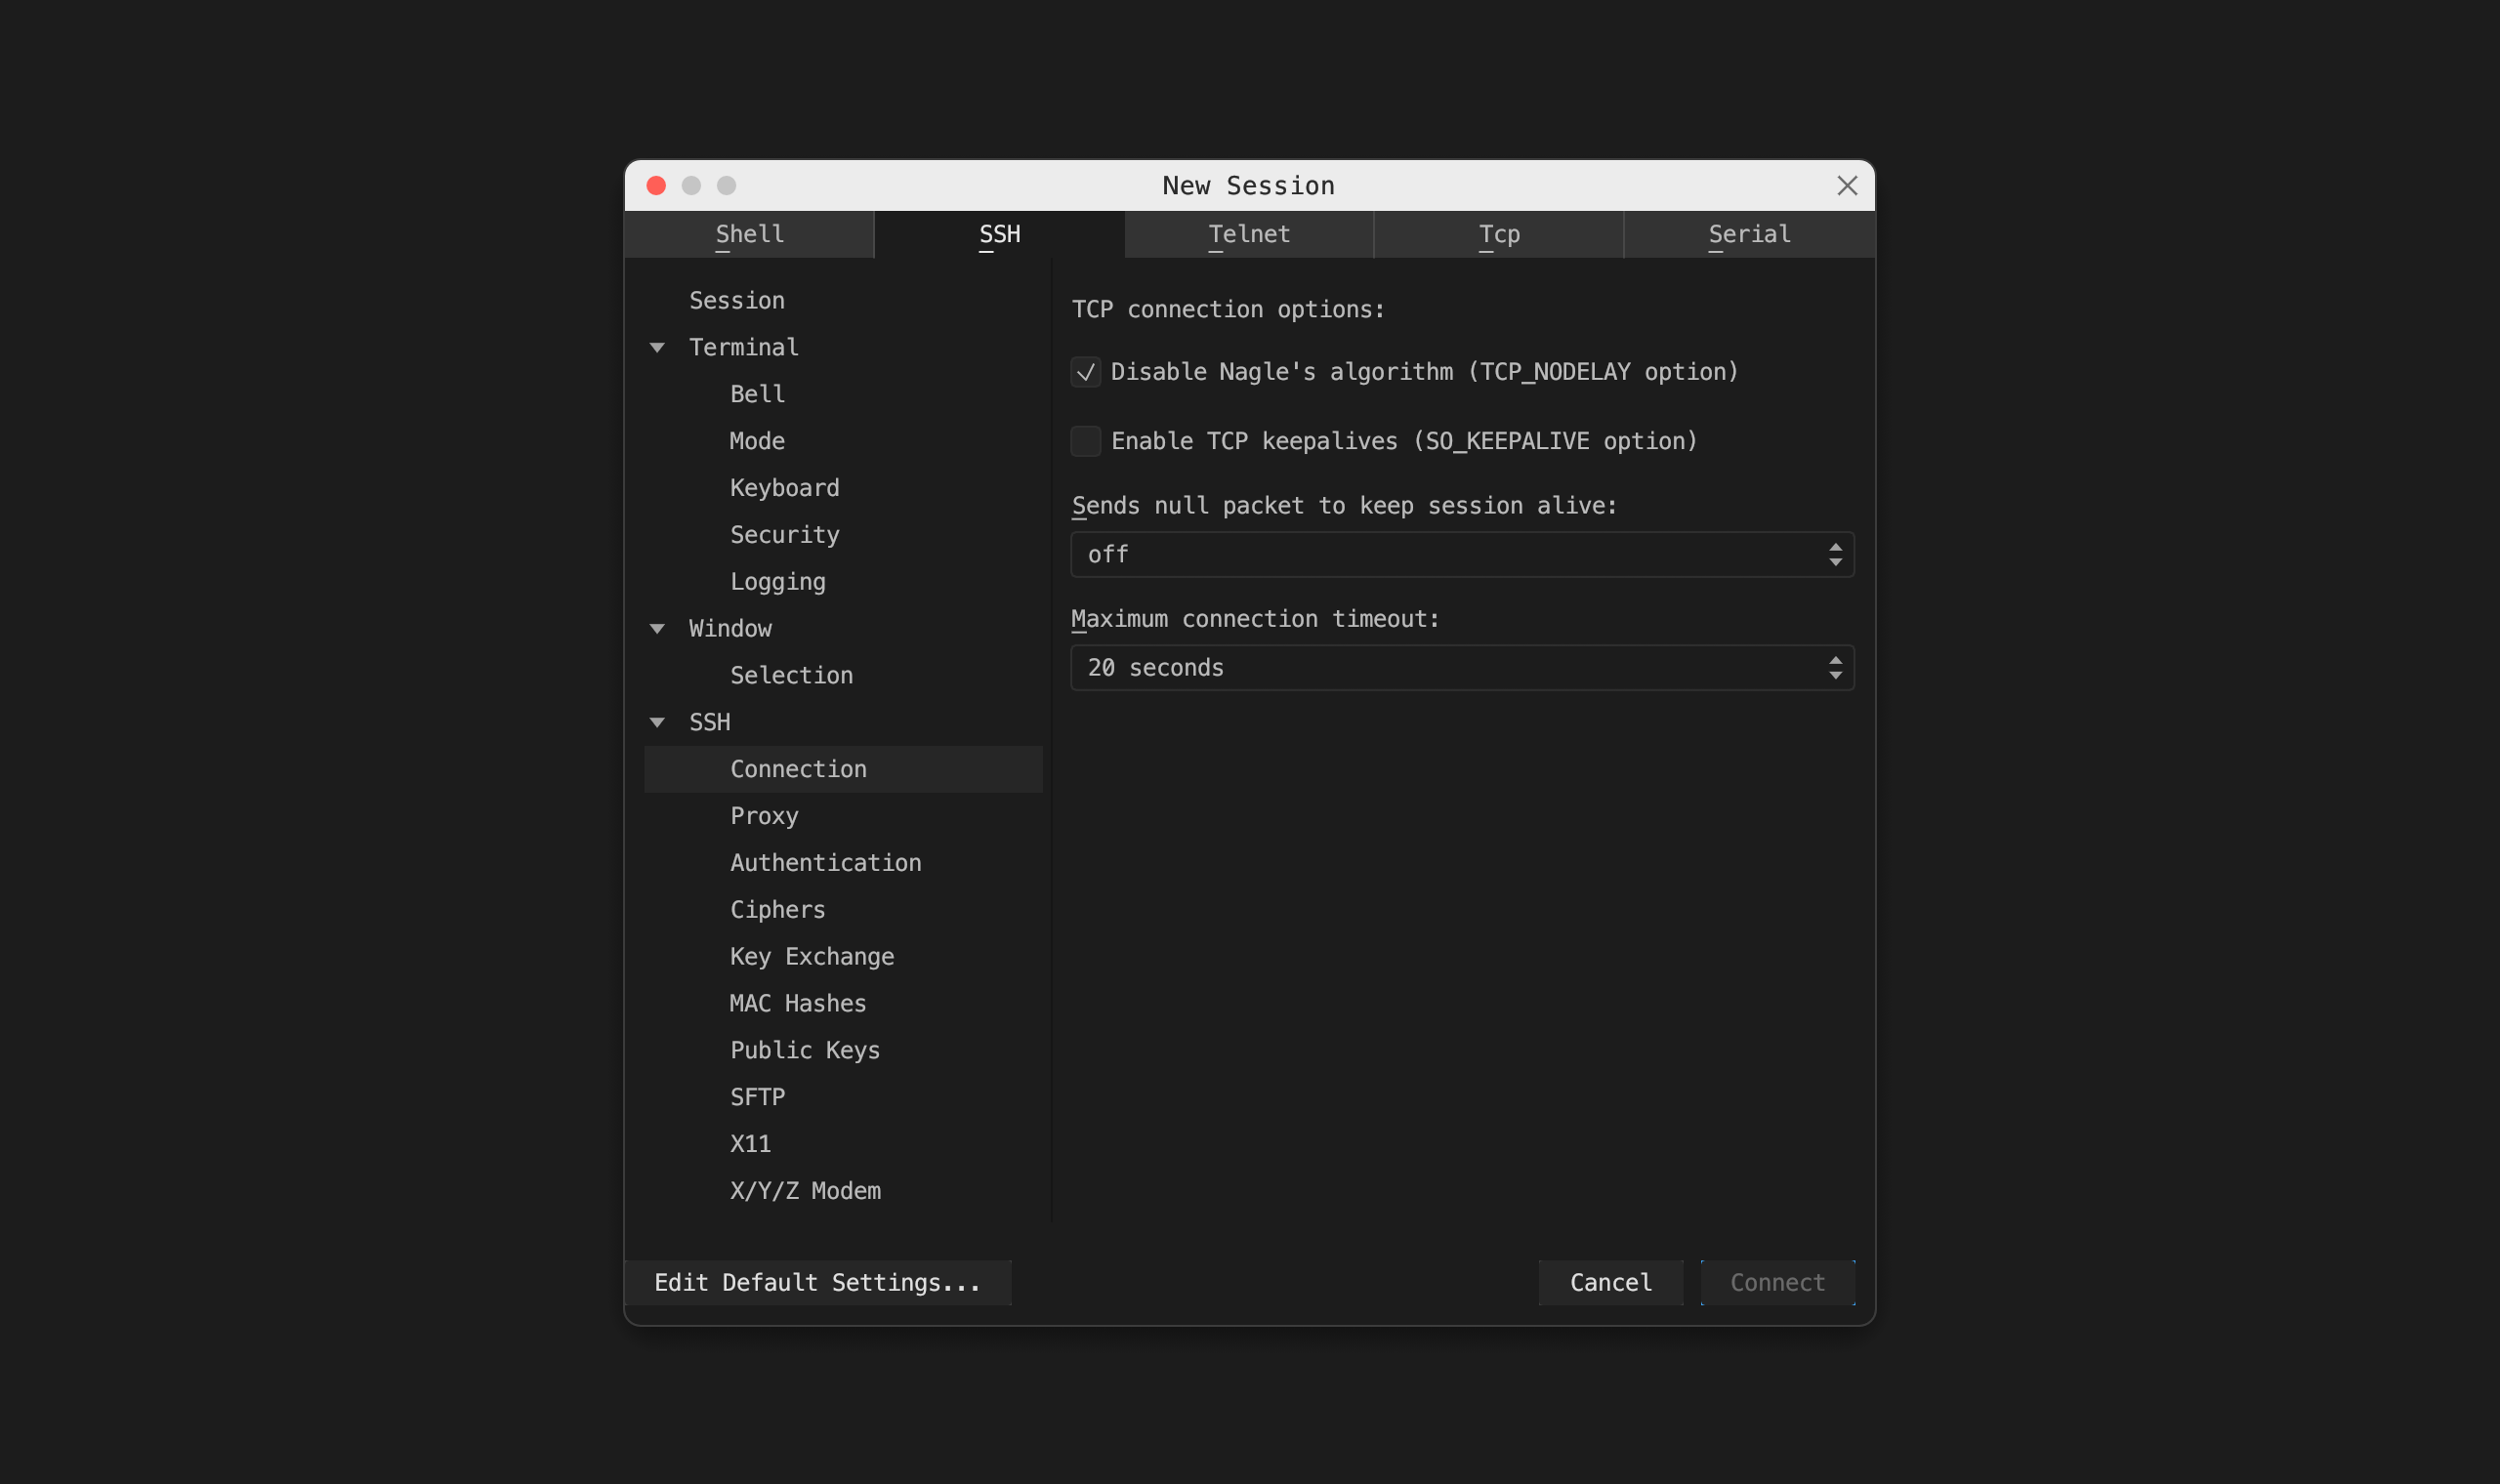 New Session
Shell SSH Telnet Tcp Serial
Session
Terminal
Bell
Mode
Keyboard
Security
Logging
Window
Selection
SSH
Connection
Proxy
Authentication
Ciphers
Key Exchange
MAC Hashes
Public Keys
SFTP
X11
X/Y/Z Modem
TCP connection options:
Disable Nagle's algorithm (TCP_NODELAY option)
Enable TCP keepalives (SO_KEEPALIVE option)
Sends null packet to keep session alive:
off
Maximum connection timeout:
20 seconds
Edit Default Settings... Cancel Connect